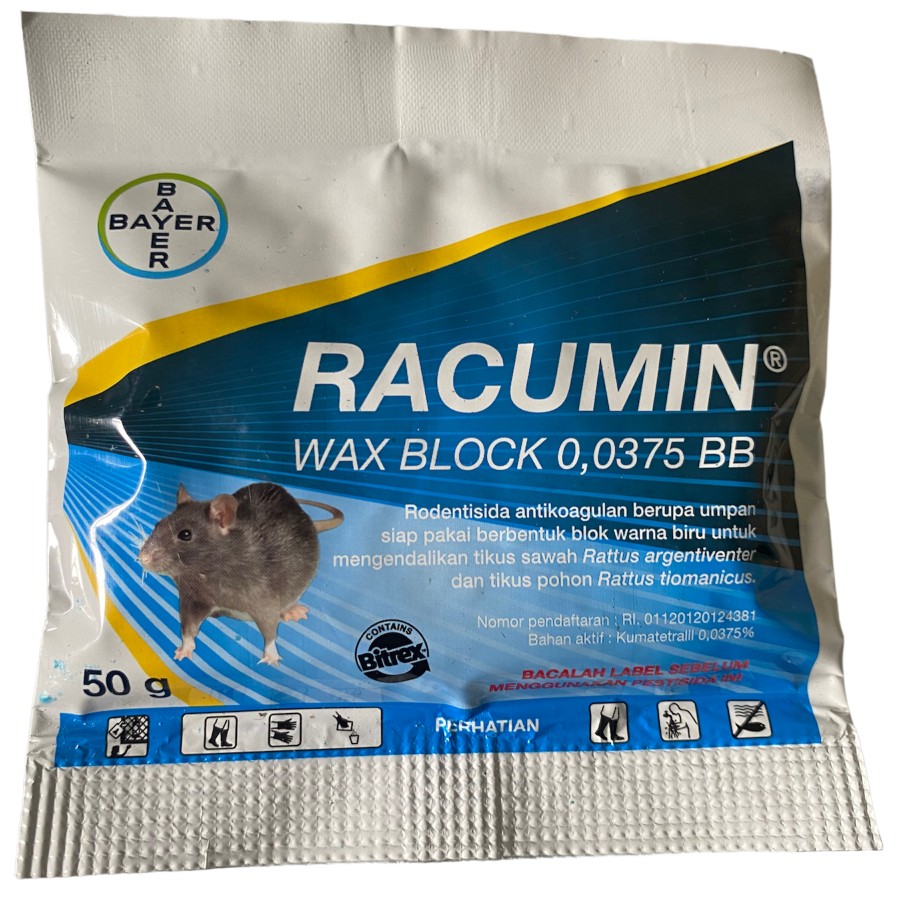 BAYER
BAYER
RACUMIN®
WAX BLOCK 0,0375 BB
Rodentisida antikoagulan berupa umpan
siap pakai berbentuk blok warna biru untuk
mengendalikan tikus sawah Rattus argentiventer
dan tikus pohon Rattus tiomanicus.
Nomor pendaftaran : RI. 01120120124381
Bahan aktif : Kumatetralil 0,0375%
CONTAINS
Bitrex
BACALAH LABEL SEBELUM
MENGGUNAKAN PESTISIDA INI
50 g
PERHATIAN